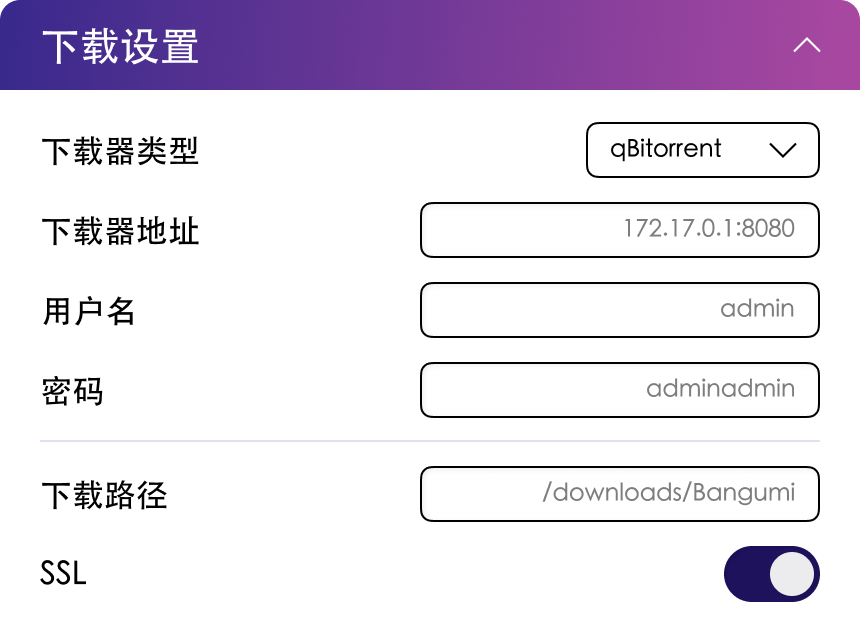 下载设置
下载器类型 qBitorrent
下载器地址 172.17.0.1:8080
用户名 admin
密码 adminadmin
下载路径 /downloads/Bangumi
SSL